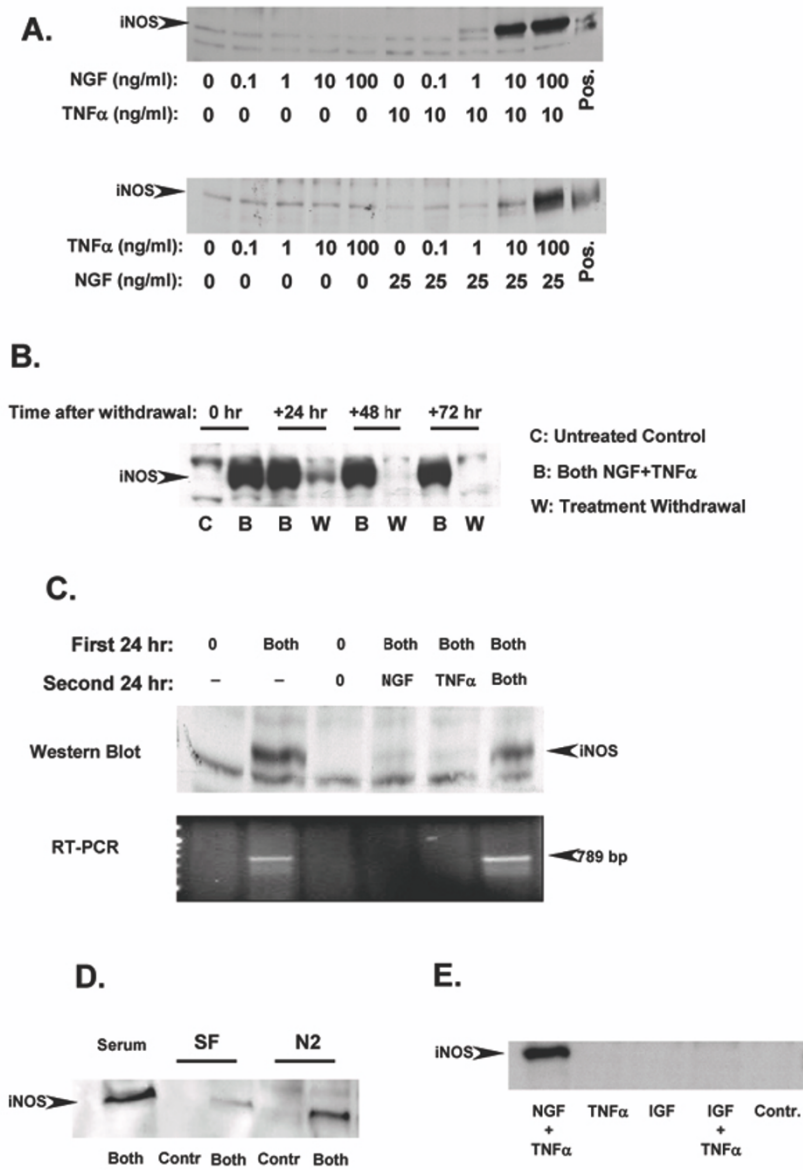 A.
iNOS
NGF (ng/ml): 0 0.1 1 10 100 0 0.1 1 10 100 Pos.
TNFα (ng/ml): 0 0 0 0 0 10 10 10 10 10
iNOS
TNFα (ng/ml): 0 0.1 1 10 100 0 0.1 1 10 100 Pos.
NGF (ng/ml): 0 0 0 0 0 25 25 25 25 25
B.
Time after withdrawal: 0 hr +24 hr +48 hr +72 hr
iNOS
C B B W B W B W
C: Untreated Control
B: Both NGF+TNFα
W: Treatment Withdrawal
C.
First 24 hr: 0 Both 0 Both Both Both
Second 24 hr: – – 0 NGF TNFα Both
Western Blot
iNOS
RT-PCR
789 bp
D.
Serum SF N2
iNOS
Both Contr Both Contr Both
E.
iNOS
NGF + TNFα TNFα IGF IGF + TNFα Contr.